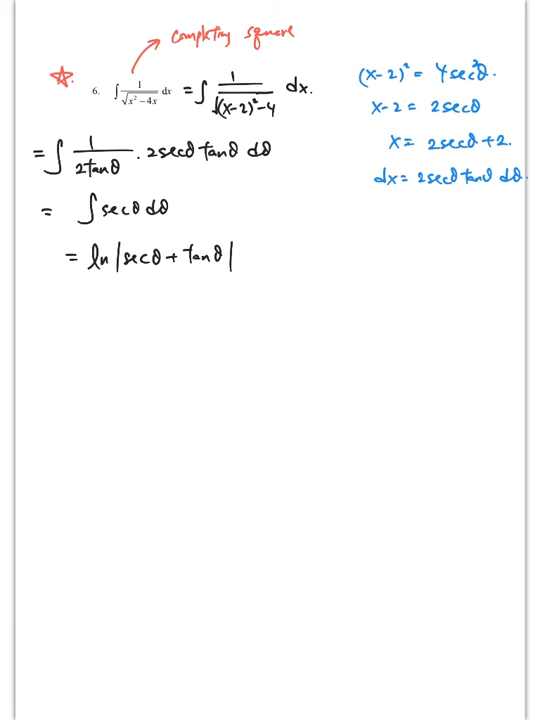 completing square
☆ 6. ∫ 1/√(x² − 4x) dx = ∫ 1/√((x−2)² − 4) dx.
(x−2)² = 4sec²θ.
x−2 = 2secθ
x = 2secθ + 2.
dx = 2secθ tanθ dθ.
= ∫ 1/(2tanθ) · 2secθ tanθ dθ
= ∫ secθ dθ
= ln |secθ + tanθ|